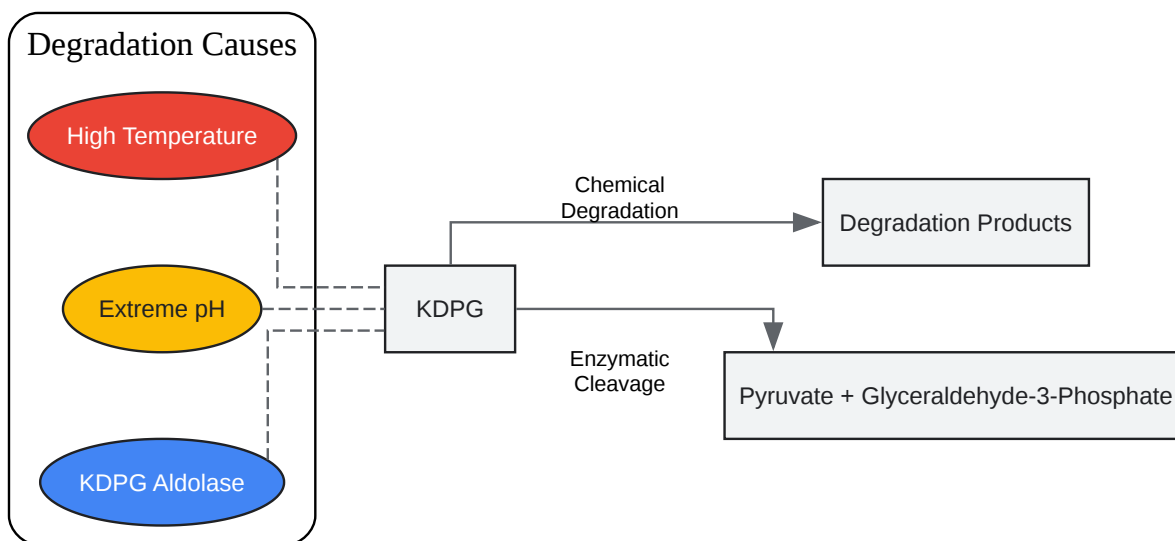 Degradation Causes
High Temperature
Extreme pH
KDPG Aldolase
KDPG
Chemical
Degradation
Degradation Products
Enzymatic
Cleavage
Pyruvate + Glyceraldehyde-3-Phosphate